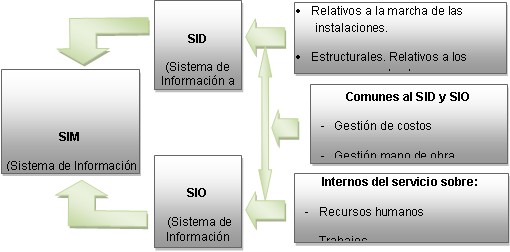 SIM
(Sistema de Información
SID
(Sistema de
Información a
SIO
(Sistema de
Información
• Relativos a la marcha de las
instalaciones.
• Estructurales. Relativos a los
Comunes al SID y SIO
- Gestión de costos
- Gestión mano de obra
Internos del servicio sobre:
- Recursos humanos
- Trabajos